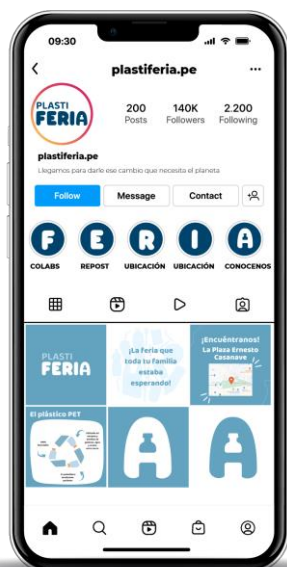 09:30
plastiferia.pe
PLASTI
FERIA
200
Posts
140K
Followers
2.200
Following
plastiferia.pe
Llegamos para darle ese cambio que necesita el planeta
Follow
Message
Contact
F
E
R
I
A
COLABS
REPOST
UBICACIÓN
UBICACIÓN
CONOCENOS
PLASTI
FERIA
¡La feria que
toda tu familia
estaba
esperando!
¡Encuéntranos!
La Plaza Ernesto
Casanave
El plástico PET
A
A